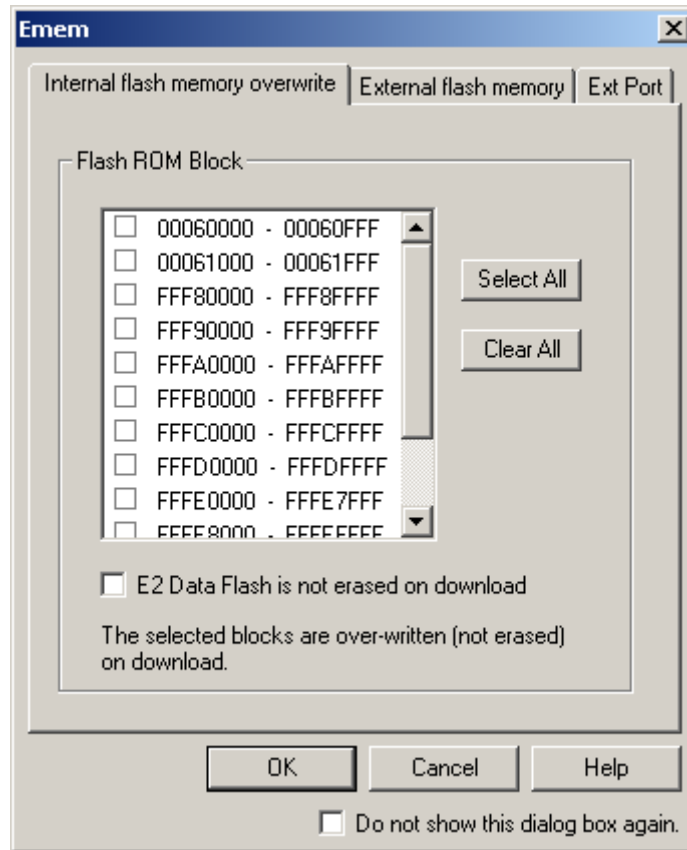 Emem
Internal flash memory overwrite External flash memory Ext Port
Flash ROM Block
00060000 - 00060FFF
00061000 - 00061FFF
FFF80000 - FFF8FFFF
FFF90000 - FFF9FFFF
FFFA0000 - FFFAFFFF
FFFB0000 - FFFBFFFF
FFFC0000 - FFFCFFFF
FFFD0000 - FFFDFFFF
FFFE0000 - FFFE7FFF
FFFE8000 - FFFEFFFF
Select All
Clear All
E2 Data Flash is not erased on download
The selected blocks are over-written (not erased)
on download.
OK Cancel Help
Do not show this dialog box again.